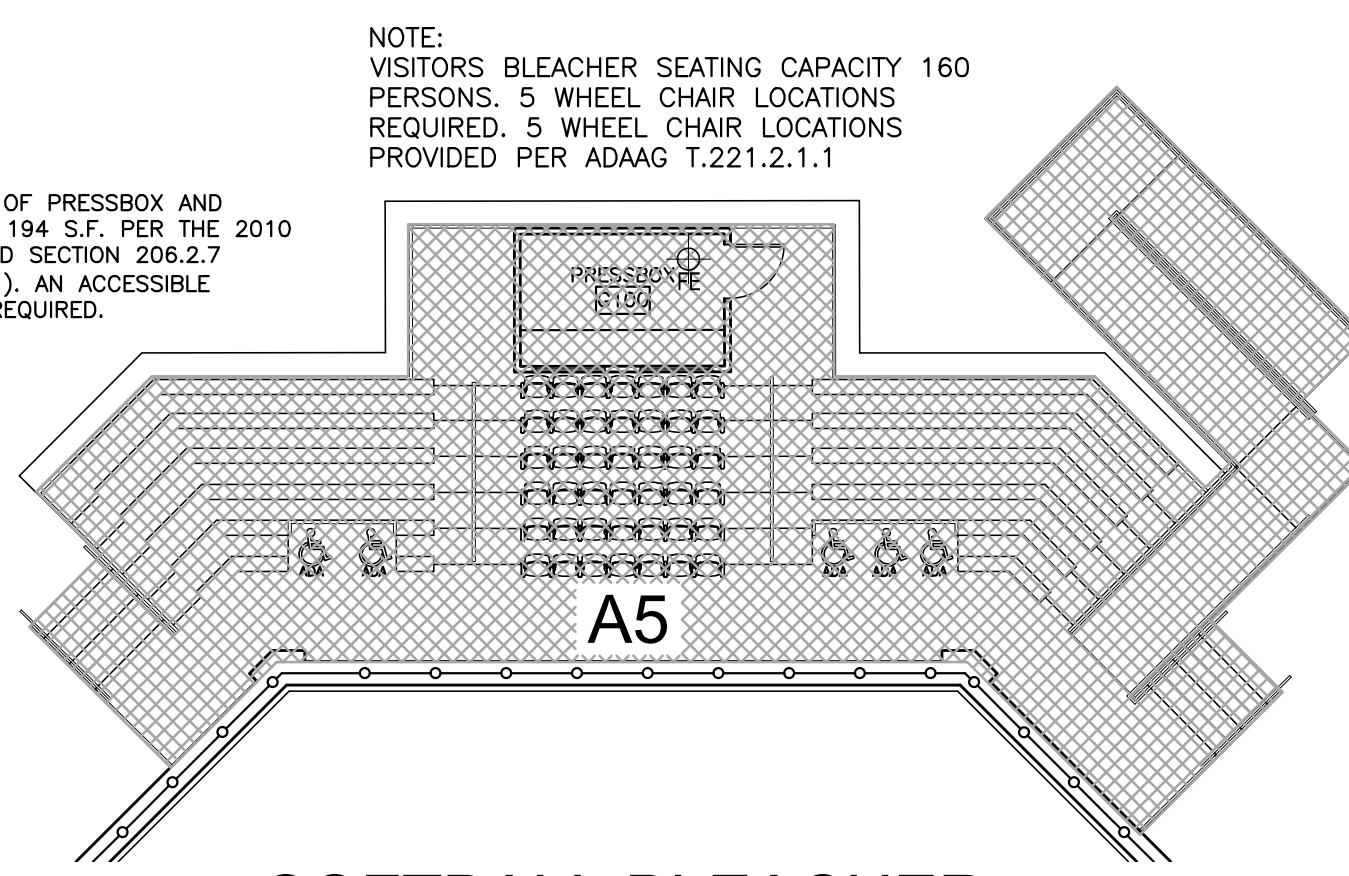 NOTE:
VISITORS BLEACHER SEATING CAPACITY 160
PERSONS. 5 WHEEL CHAIR LOCATIONS
REQUIRED. 5 WHEEL CHAIR LOCATIONS
PROVIDED PER ADAAG T.221.2.1.1
OF PRESSBOX AND
194 S.F. PER THE 2010
D SECTION 206.2.7
). AN ACCESSIBLE
REQUIRED.
PRESSBOX
FE
A5